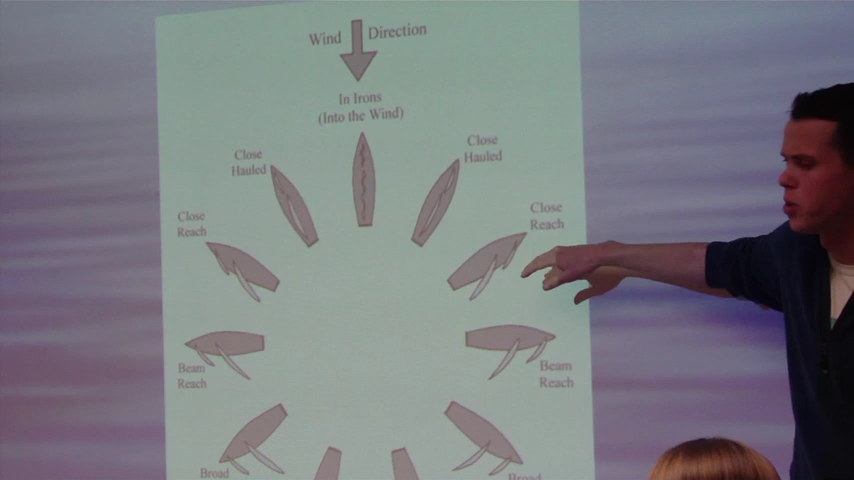 Wind Direction
In Irons
(Into the Wind)
Close
Hauled
Close
Hauled
Close
Reach
Close
Reach
Beam
Reach
Beam
Reach
Broad
Broad